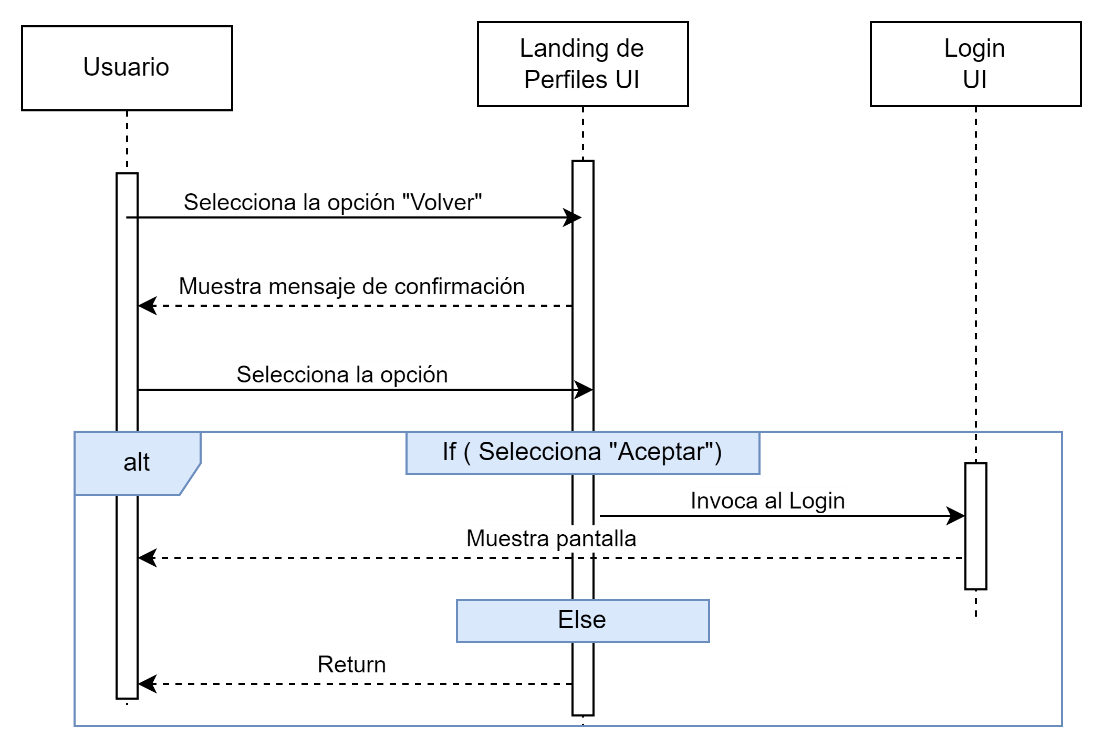 Usuario
Landing de
Perfiles UI
Login
UI
Selecciona la opción "Volver"
Muestra mensaje de confirmación
Selecciona la opción
alt
If ( Selecciona "Aceptar")
Invoca al Login
Muestra pantalla
Else
Return